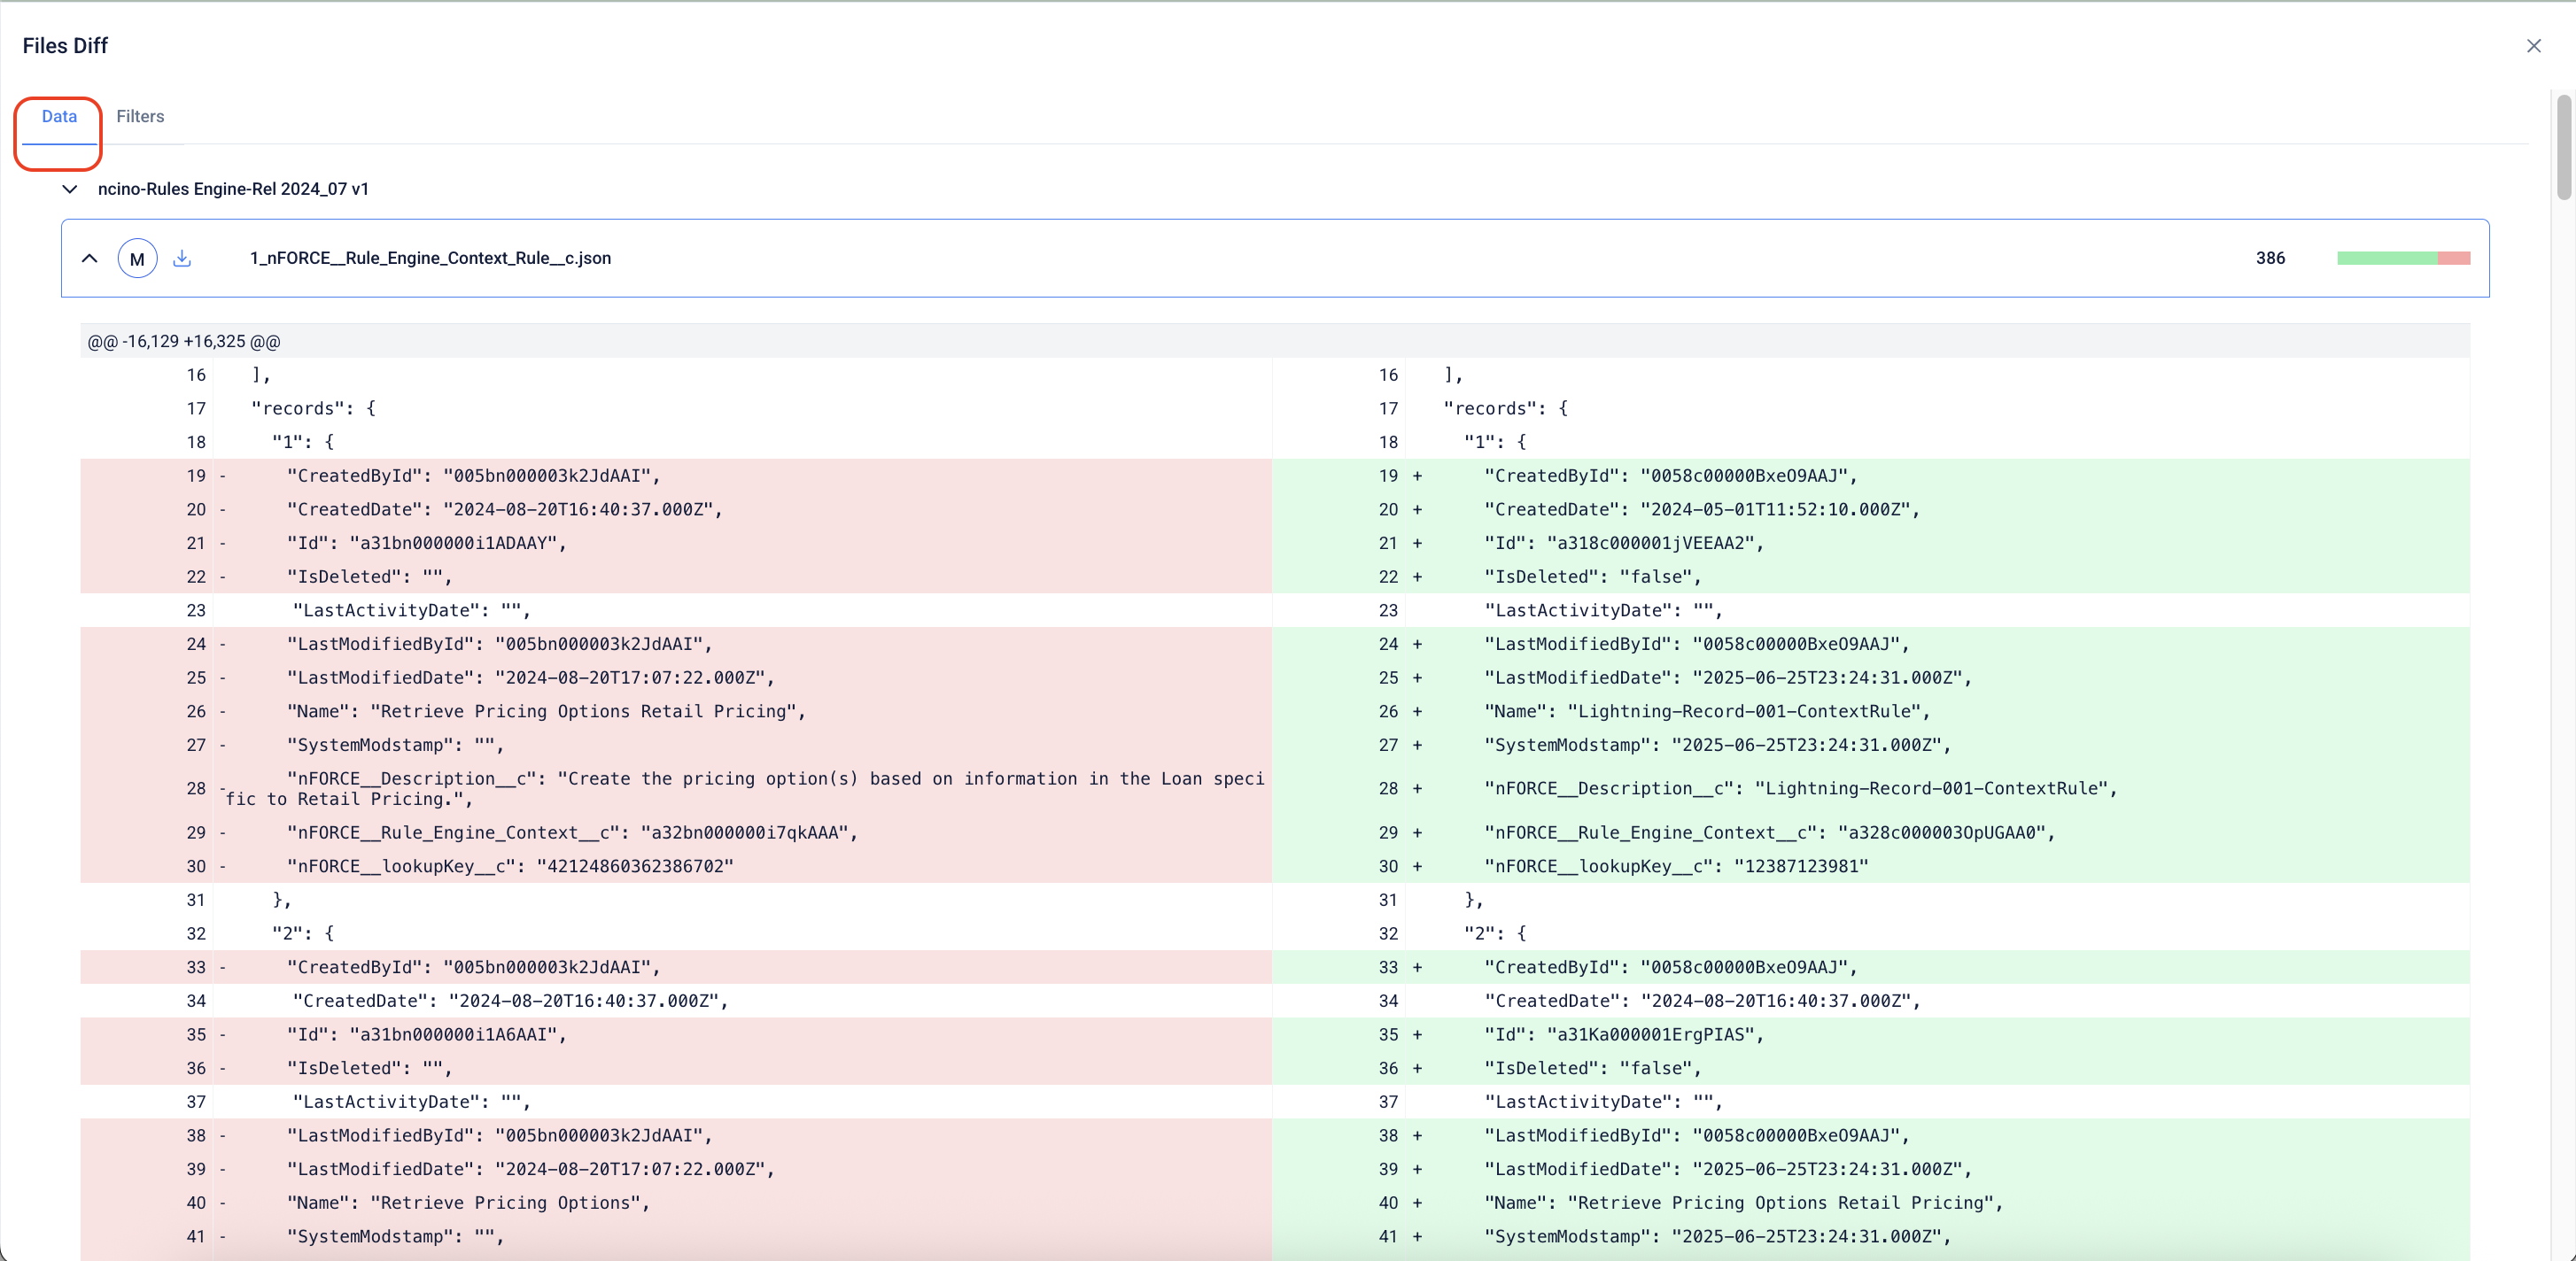 Files Diff
Data Filters
ncino-Rules Engine-Rel 2024_07 v1
M 1_nFORCE__Rule_Engine_Context_Rule__c.json 386
@@ -16,129 +16,325 @@
16 ], 16 ],
17 "records": { 17 "records": {
18 "1": { 18 "1": {
19 - "CreatedById": "005bn000003k2JdAAI", 19 + "CreatedById": "0058c00000BxeO9AAJ",
20 - "CreatedDate": "2024-08-20T16:40:37.000Z", 20 + "CreatedDate": "2024-05-01T11:52:10.000Z",
21 - "Id": "a31bn000000i1ADAAY", 21 + "Id": "a318c000001jVEEAA2",
22 - "IsDeleted": "", 22 + "IsDeleted": "false",
23 "LastActivityDate": "", 23 "LastActivityDate": "",
24 - "LastModifiedById": "005bn000003k2JdAAI", 24 + "LastModifiedById": "0058c00000BxeO9AAJ",
25 - "LastModifiedDate": "2024-08-20T17:07:22.000Z", 25 + "LastModifiedDate": "2025-06-25T23:24:31.000Z",
26 - "Name": "Retrieve Pricing Options Retail Pricing", 26 + "Name": "Lightning-Record-001-ContextRule",
27 - "SystemModstamp": "", 27 + "SystemModstamp": "2025-06-25T23:24:31.000Z",
28 - "nFORCE__Description__c": "Create the pricing option(s) based on information in the Loan speci
fic to Retail Pricing.", 28 + "nFORCE__Description__c": "Lightning-Record-001-ContextRule",
29 - "nFORCE__Rule_Engine_Context__c": "a32bn000000i7qkAAA", 29 + "nFORCE__Rule_Engine_Context__c": "a328c000003OpUGAA0",
30 - "nFORCE__lookupKey__c": "42124860362386702" 30 + "nFORCE__lookupKey__c": "12387123981"
31 }, 31 },
32 "2": { 32 "2": {
33 - "CreatedById": "005bn000003k2JdAAI", 33 + "CreatedById": "0058c00000BxeO9AAJ",
34 "CreatedDate": "2024-08-20T16:40:37.000Z", 34 "CreatedDate": "2024-08-20T16:40:37.000Z",
35 - "Id": "a31bn000000i1A6AAI", 35 + "Id": "a31Ka000001ErgPIAS",
36 - "IsDeleted": "", 36 + "IsDeleted": "false",
37 "LastActivityDate": "", 37 "LastActivityDate": "",
38 - "LastModifiedById": "005bn000003k2JdAAI", 38 + "LastModifiedById": "0058c00000BxeO9AAJ",
39 - "LastModifiedDate": "2024-08-20T17:07:22.000Z", 39 + "LastModifiedDate": "2025-06-25T23:24:31.000Z",
40 - "Name": "Retrieve Pricing Options", 40 + "Name": "Retrieve Pricing Options Retail Pricing",
41 - "SystemModstamp": "", 41 + "SystemModstamp": "2025-06-25T23:24:31.000Z",